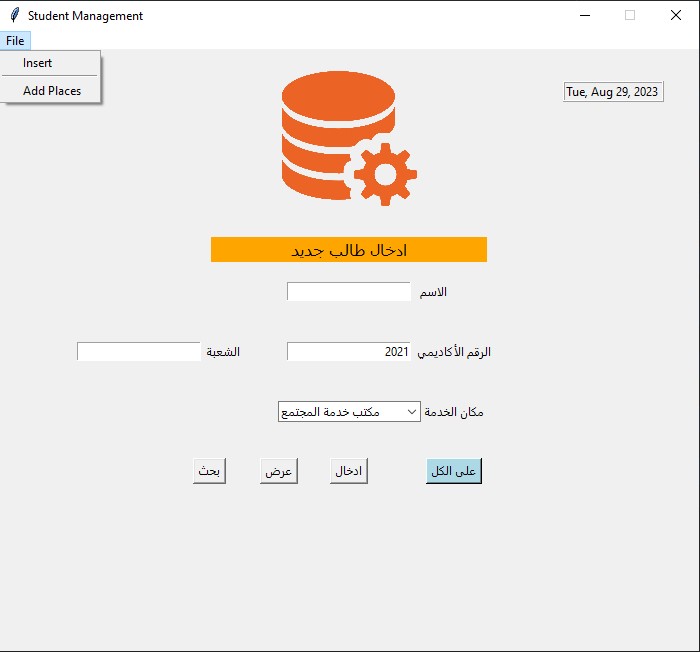 Student Management
File
Insert
Add Places
Tue, Aug 29, 2023
ادخال طالب جديد
الاسم
الرقم الأكاديمي 2021 الشعبة
مكان الخدمة مكتب خدمة المجتمع
على الكل ادخال عرض بحث